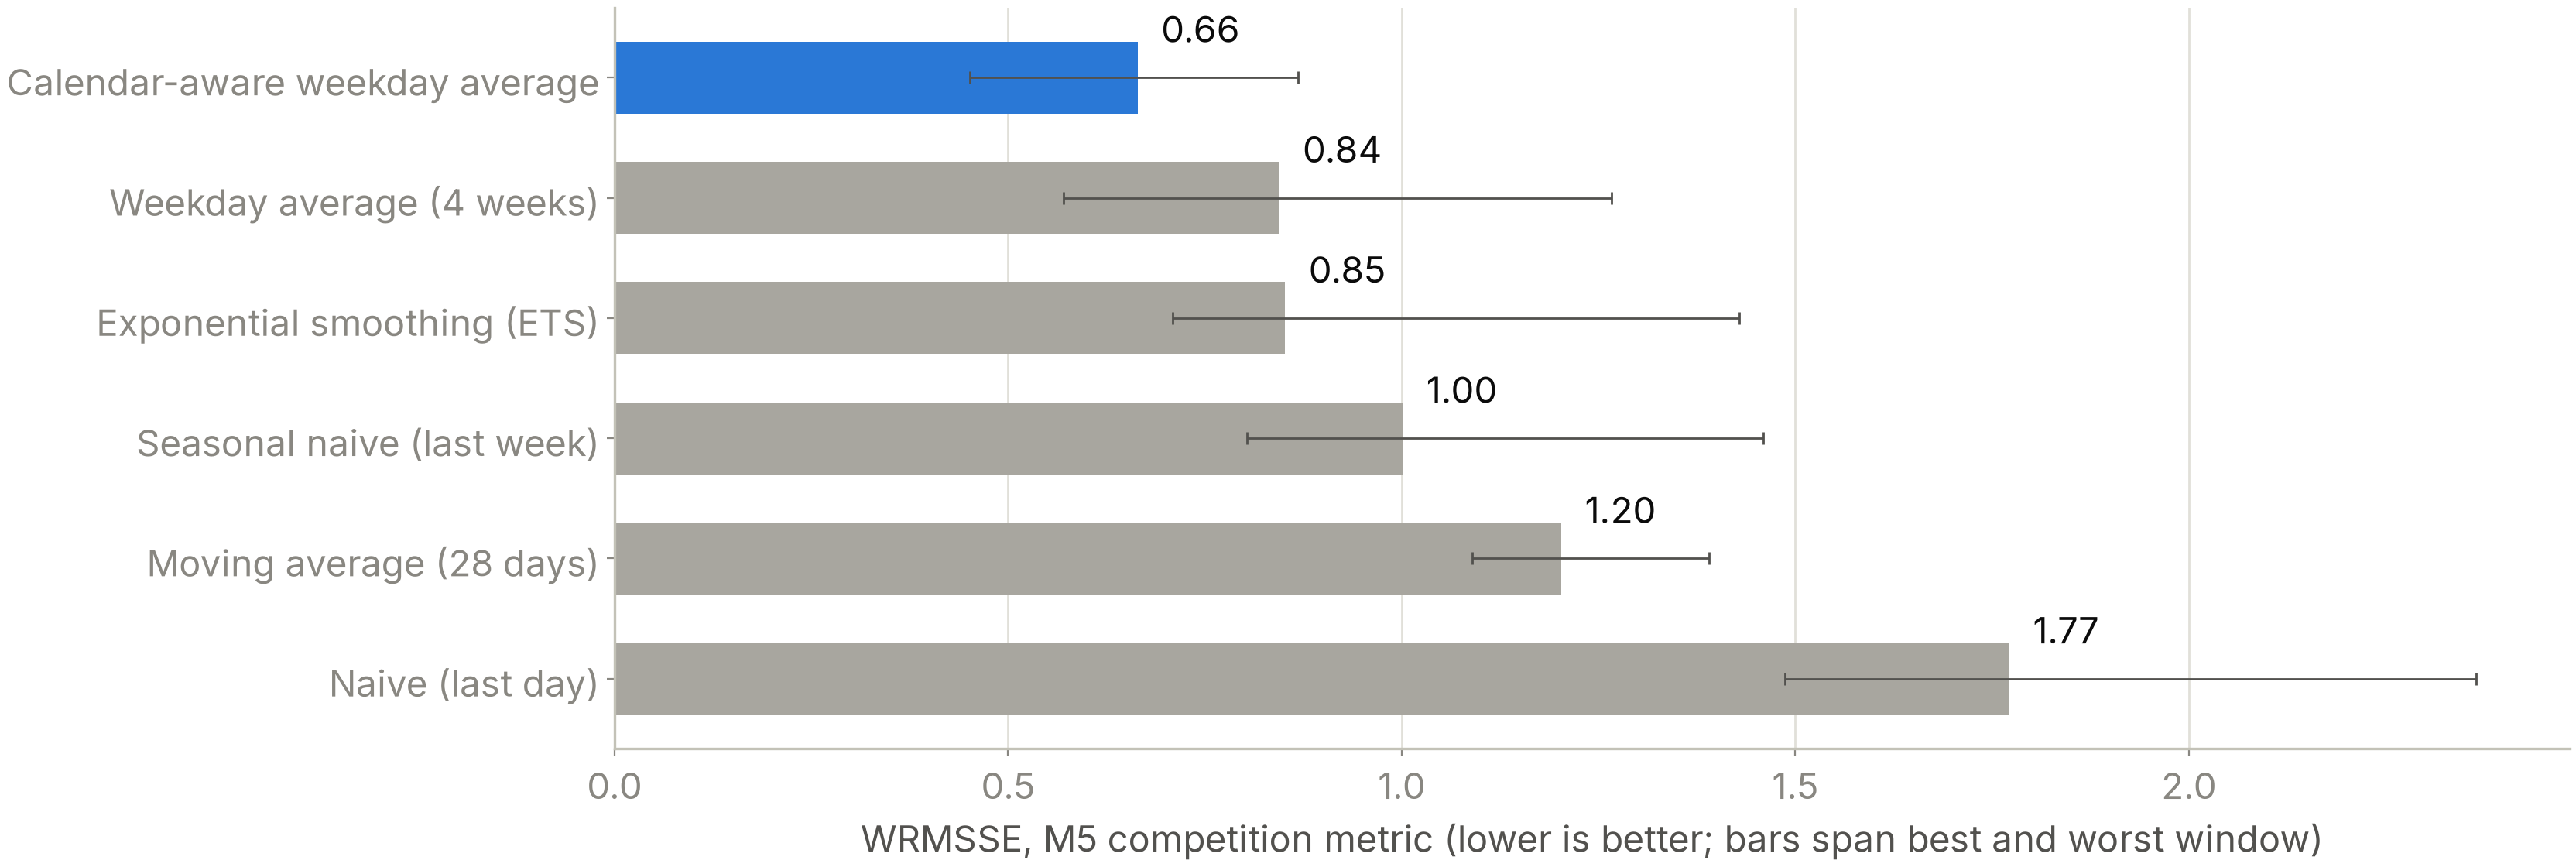 0.66
Calendar-aware weekday average
0.84
Weekday average (4 weeks)
0.85
Exponential smoothing (ETS)
1.00
Seasonal naive (last week)
1.20
Moving average (28 days)
1.77
Naive (last day)
0.0 0.5 1.0 1.5 2.0
WRMSSE, M5 competition metric (lower is better; bars span best and worst window)